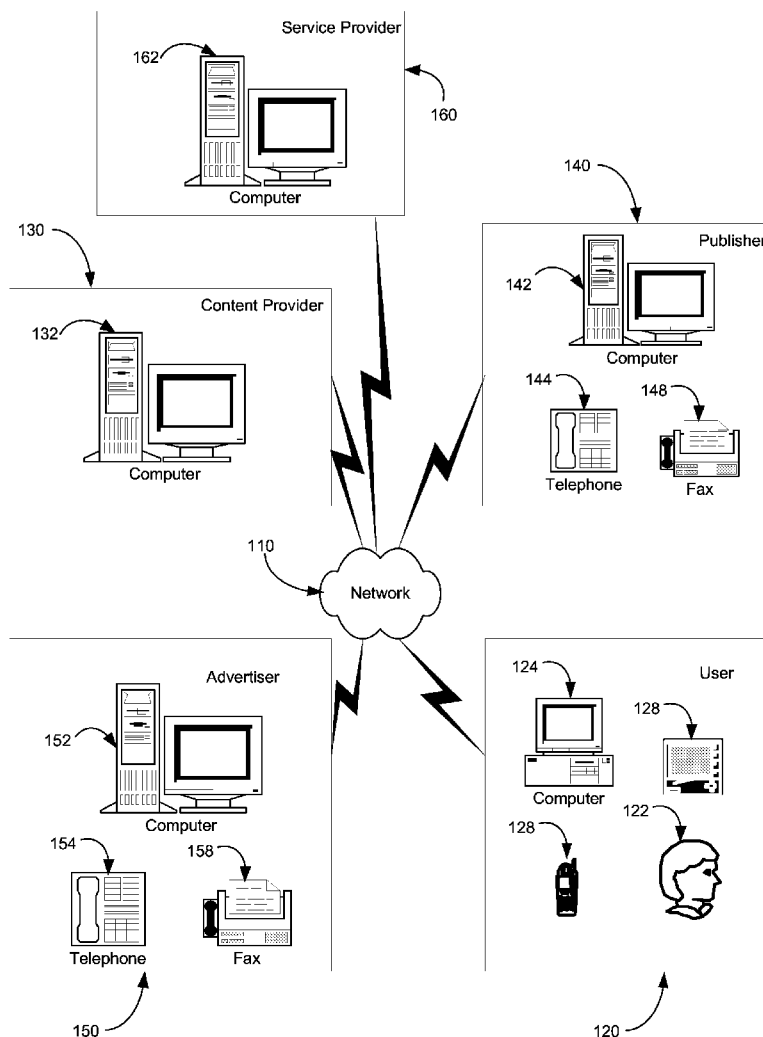 Service Provider
162
160
Computer
140
130
Publisher
Content Provider
142
132
Computer
144
148
Computer
Telephone
Fax
110
Network
Advertiser
124
User
152
128
Computer
Computer
154
158
128
122
Telephone
Fax
150
120